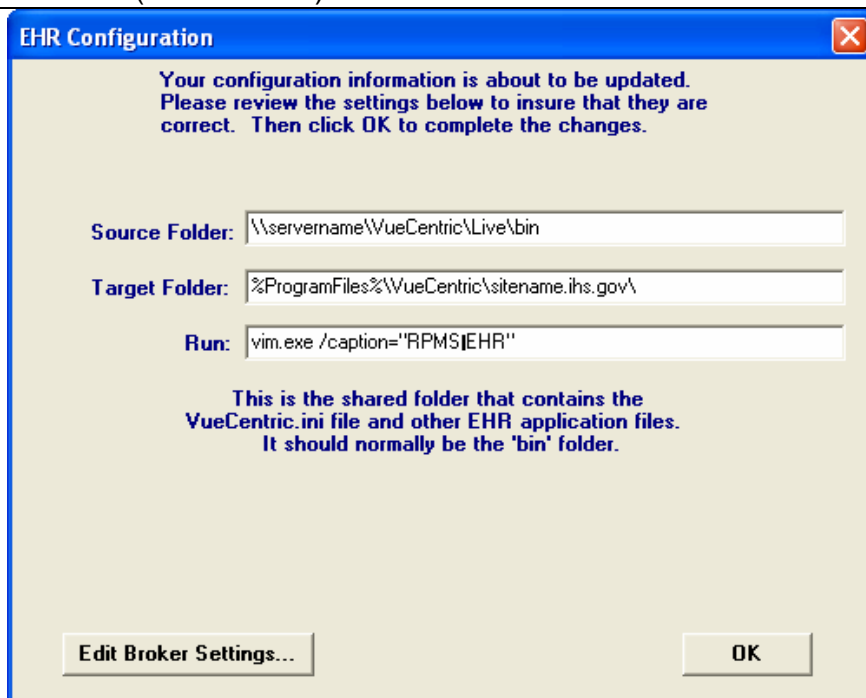 EHR Configuration
Your configuration information is about to be updated.
Please review the settings below to insure that they are
correct. Then click OK to complete the changes.
Source Folder: \\servername\VueCentric\Live\bin
Target Folder: %ProgramFiles%\VueCentric\sitename.ihs.gov\
Run: vim.exe /caption="RPMS EHR"
This is the shared folder that contains the
VueCentric.ini file and other EHR application files.
It should normally be the 'bin' folder.
Edit Broker Settings... OK